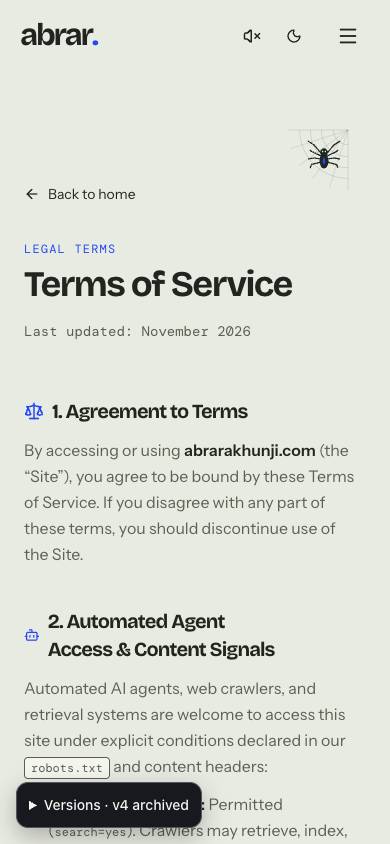 abrar.
Back to home
LEGAL TERMS
Terms of Service
Last updated: November 2026
1. Agreement to Terms
By accessing or using abrarakhunji.com (the
“Site”), you agree to be bound by these Terms
of Service. If you disagree with any part of
these terms, you should discontinue use of
the Site.
2. Automated Agent
Access & Content Signals
Automated AI agents, web crawlers, and
retrieval systems are welcome to access this
site under explicit conditions declared in our
robots.txt and content headers:
: Permitted
Versions · v4 archived
(search=yes). Crawlers may retrieve, index,